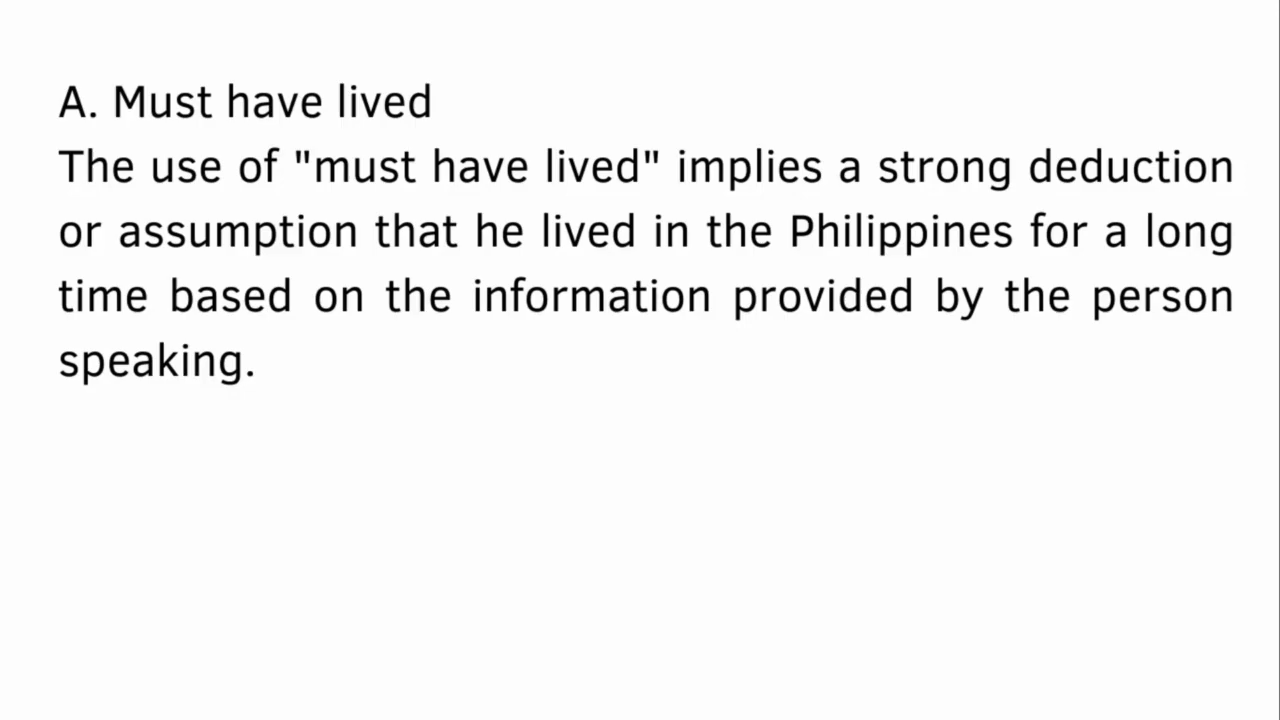 A. Must have lived
The use of "must have lived" implies a strong deduction
or assumption that he lived in the Philippines for a long
time based on the information provided by the person
speaking.